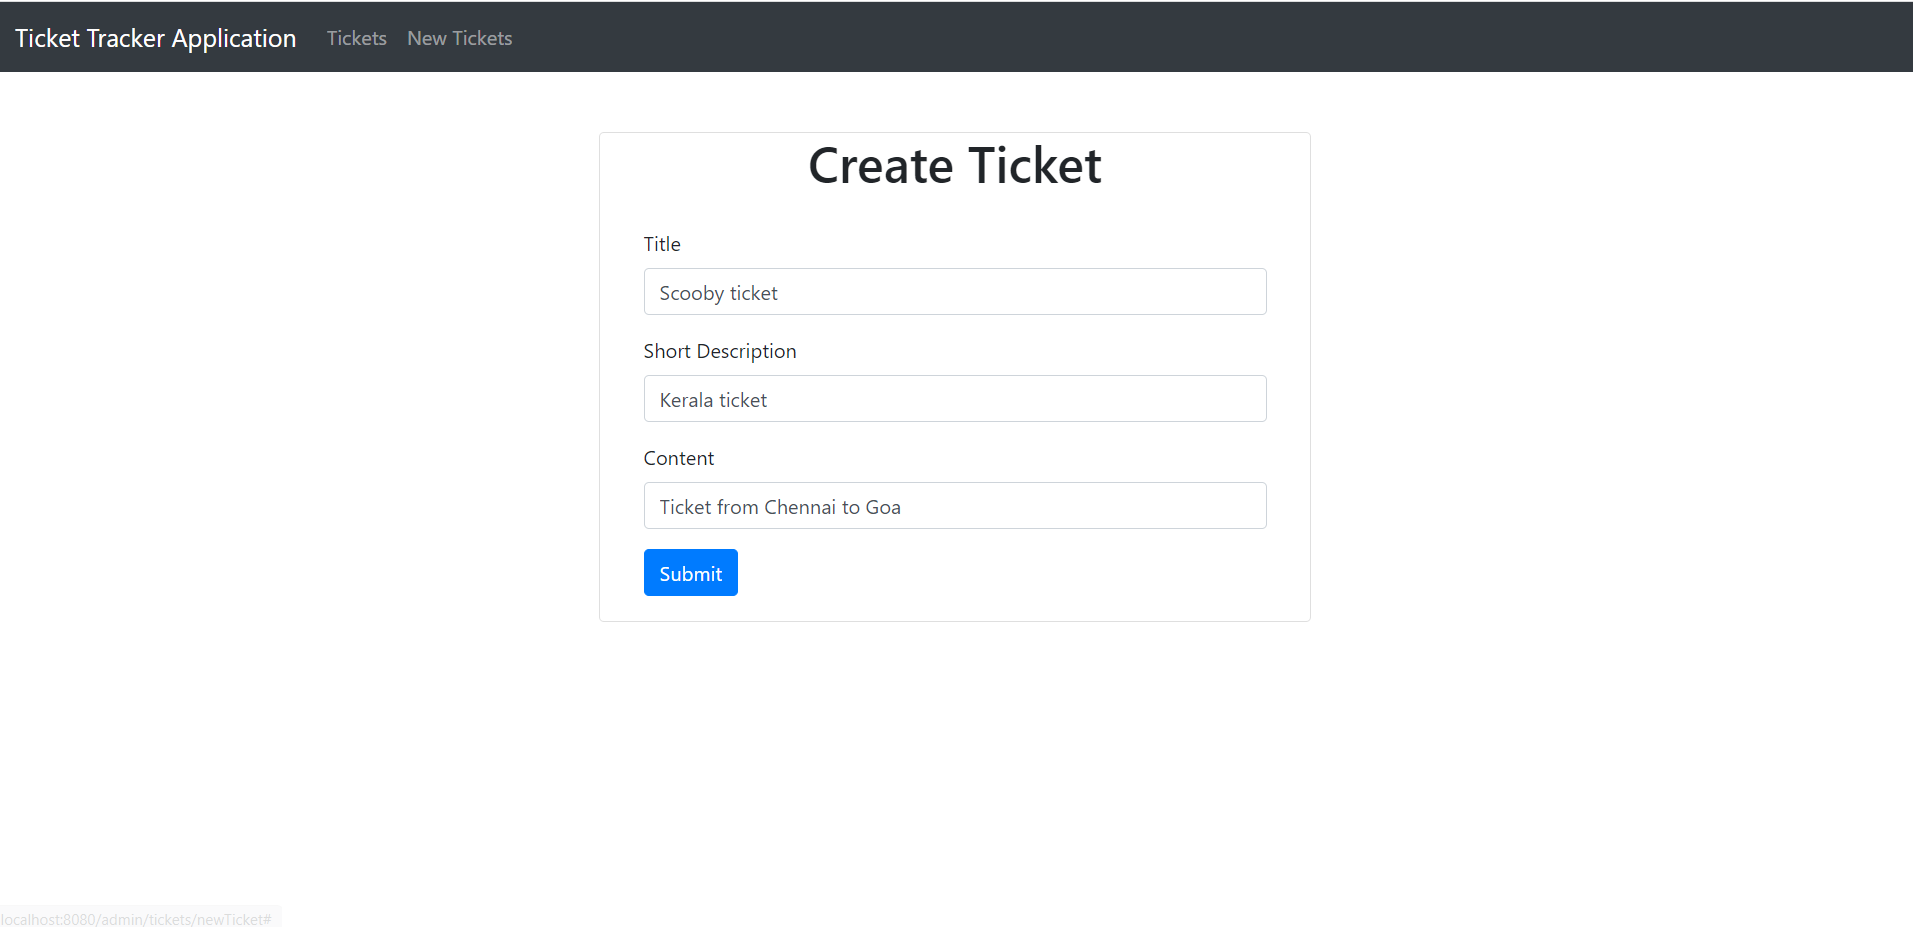 Ticket Tracker Application Tickets New Tickets
Create Ticket
Title
Scooby ticket
Short Description
Kerala ticket
Content
Ticket from Chennai to Goa
Submit
localhost:8080/admin/tickets/newTicket#